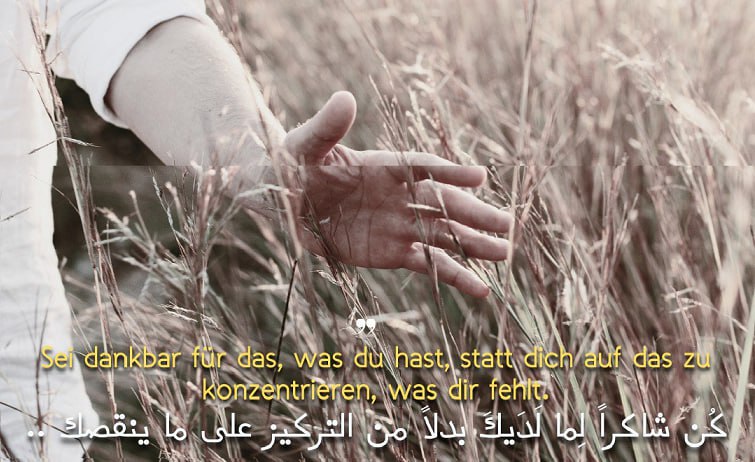 ”
Sei dankbar für das, was du hast, statt dich auf das zu
konzentrieren, was dir fehlt.
كُن شاكراً لِما لَدَيكَ بدلاً من التركيز على ما ينقصك ..